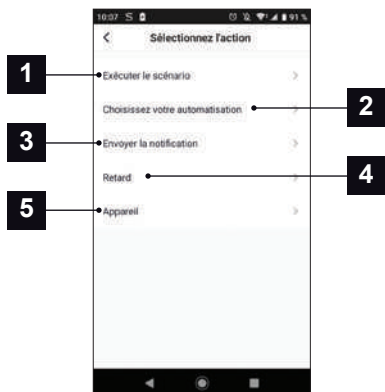 16:07 S 91 %
Sélectionnez l'action
1 Exécuter le scénario
Choisissez votre automatisation 2
3 Envoyer la notification
Retard 4
5 Appareil